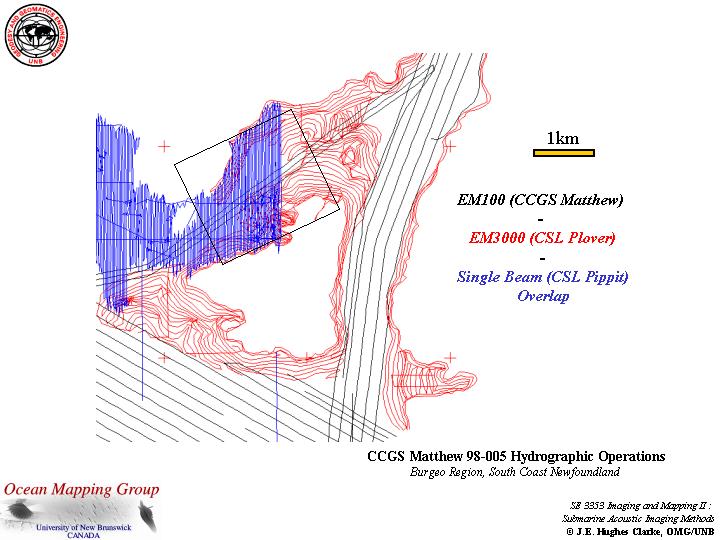 GEODESY AND GEOMATICS ENGINEERING
UNB
1km
EM100 (CCGS Matthew)
-
EM3000 (CSL Plover)
-
Single Beam (CSL Pippit)
Overlap
CCGS Matthew 98-005 Hydrographic Operations
Burgeo Region, South Coast Newfoundland
Ocean Mapping Group
University of New Brunswick
CANADA
SE 3353 Imaging and Mapping II :
Submarine Acoustic Imaging Methods
© J.E. Hughes Clarke, OMG/UNB